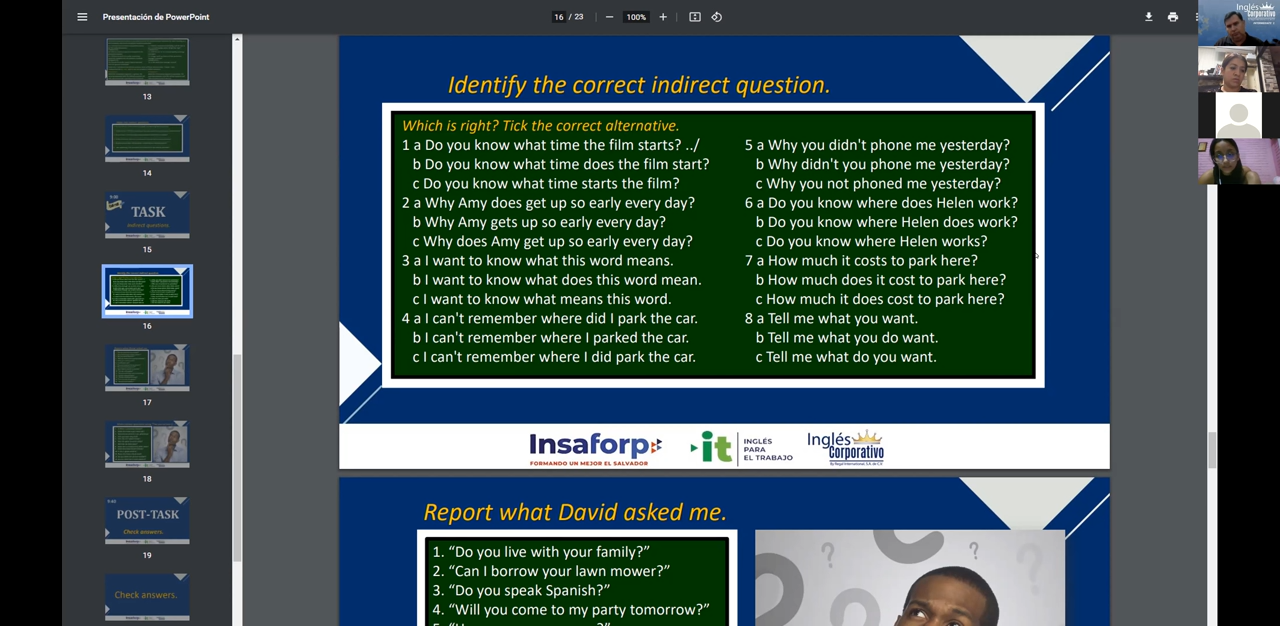 Presentación de PowerPoint
16 / 23
100%
Inglés
Corporativo
13
14
TASK
15
16
17
18
POST-TASK
Check answers.
19
Check answers.
Identify the correct indirect question.
Which is right? Tick the correct alternative.
1 a Do you know what time the film starts? ../
b Do you know what time does the film start?
c Do you know what time starts the film?
2 a Why Amy does get up so early every day?
b Why Amy gets up so early every day?
c Why does Amy get up so early every day?
3 a I want to know what this word means.
b I want to know what does this word mean.
c I want to know what means this word.
4 a I can't remember where did I park the car.
b I can't remember where I parked the car.
c I can't remember where I did park the car.
5 a Why you didn't phone me yesterday?
b Why didn't you phone me yesterday?
c Why you not phoned me yesterday?
6 a Do you know where does Helen work?
b Do you know where Helen does work?
c Do you know where Helen works?
7 a How much it costs to park here?
b How much does it cost to park here?
c How much it does cost to park here?
8 a Tell me what you want.
b Tell me what you do want.
c Tell me what do you want.
Insaforp
FORMANDO UN MEJOR EL SALVADOR
it
INGLÉS
PARA
EL TRABAJO
Inglés
Corporativo
By Regal International, S.A. de C.V.
Report what David asked me.
1. “Do you live with your family?”
2. “Can I borrow your lawn mower?”
3. “Do you speak Spanish?”
4. “Will you come to my party tomorrow?”